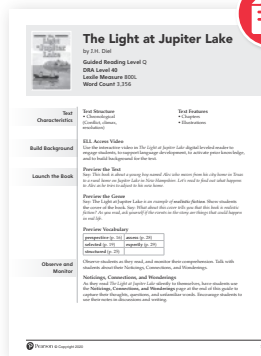 The Light at Jupiter Lake
by J.H. Diel
Guided Reading Level Q
DRA Level 40
Lexile Measure 800L
Word Count 3,356
The
Light
at Jupiter
Lake
Text
Characteristics
Text Structure
• Chronological
(Conflict, climax,
resolution)
Text Features
• Chapters
• Illustrations
Build Background
ELL Access Video
Use the interactive video in The Light at Jupiter Lake digital leveled reader to
engage students, to support language development, to activate prior knowledge,
and to build background for the text.
Launch the Book
Preview the Text
Say: This book is about a young boy named Alex who moves from his city home in Texas
to a rural home on Jupiter Lake in New Hampshire. Let's read to find out what happens
to Alex as he tries to adjust to his new home.
Preview the Genre
Say: The Light at Jupiter Lake is an example of realistic fiction. Show students
the cover of the book. Say: What about this cover tells you that this book is realistic
fiction? As you read, ask yourself if the events in the story are things that could happen
in real life.
Preview Vocabulary
perspective (p. 16) access (p. 28)
selected (p. 19) expertly (p. 29)
structured (p. 25)
Observe and
Monitor
Observe students as they read, and monitor their comprehension. Talk with
students about their Noticings, Connections, and Wonderings.
Noticings, Connections, and Wonderings
As they read The Light at Jupiter Lake silently to themselves, have students use
the Noticings, Connections, and Wonderings page at the end of this guide to
capture their thoughts, questions, and unfamiliar words. Encourage students to
use their notes in discussions and writing.
Pearson
© Copyright 2020